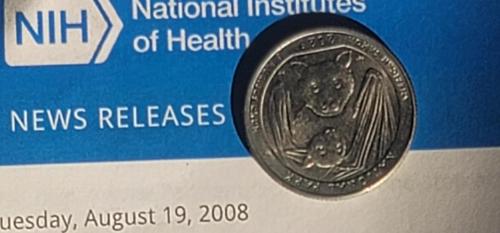 NIH
National Institutes
of Health
NEWS RELEASES
uesday, August 19, 2008